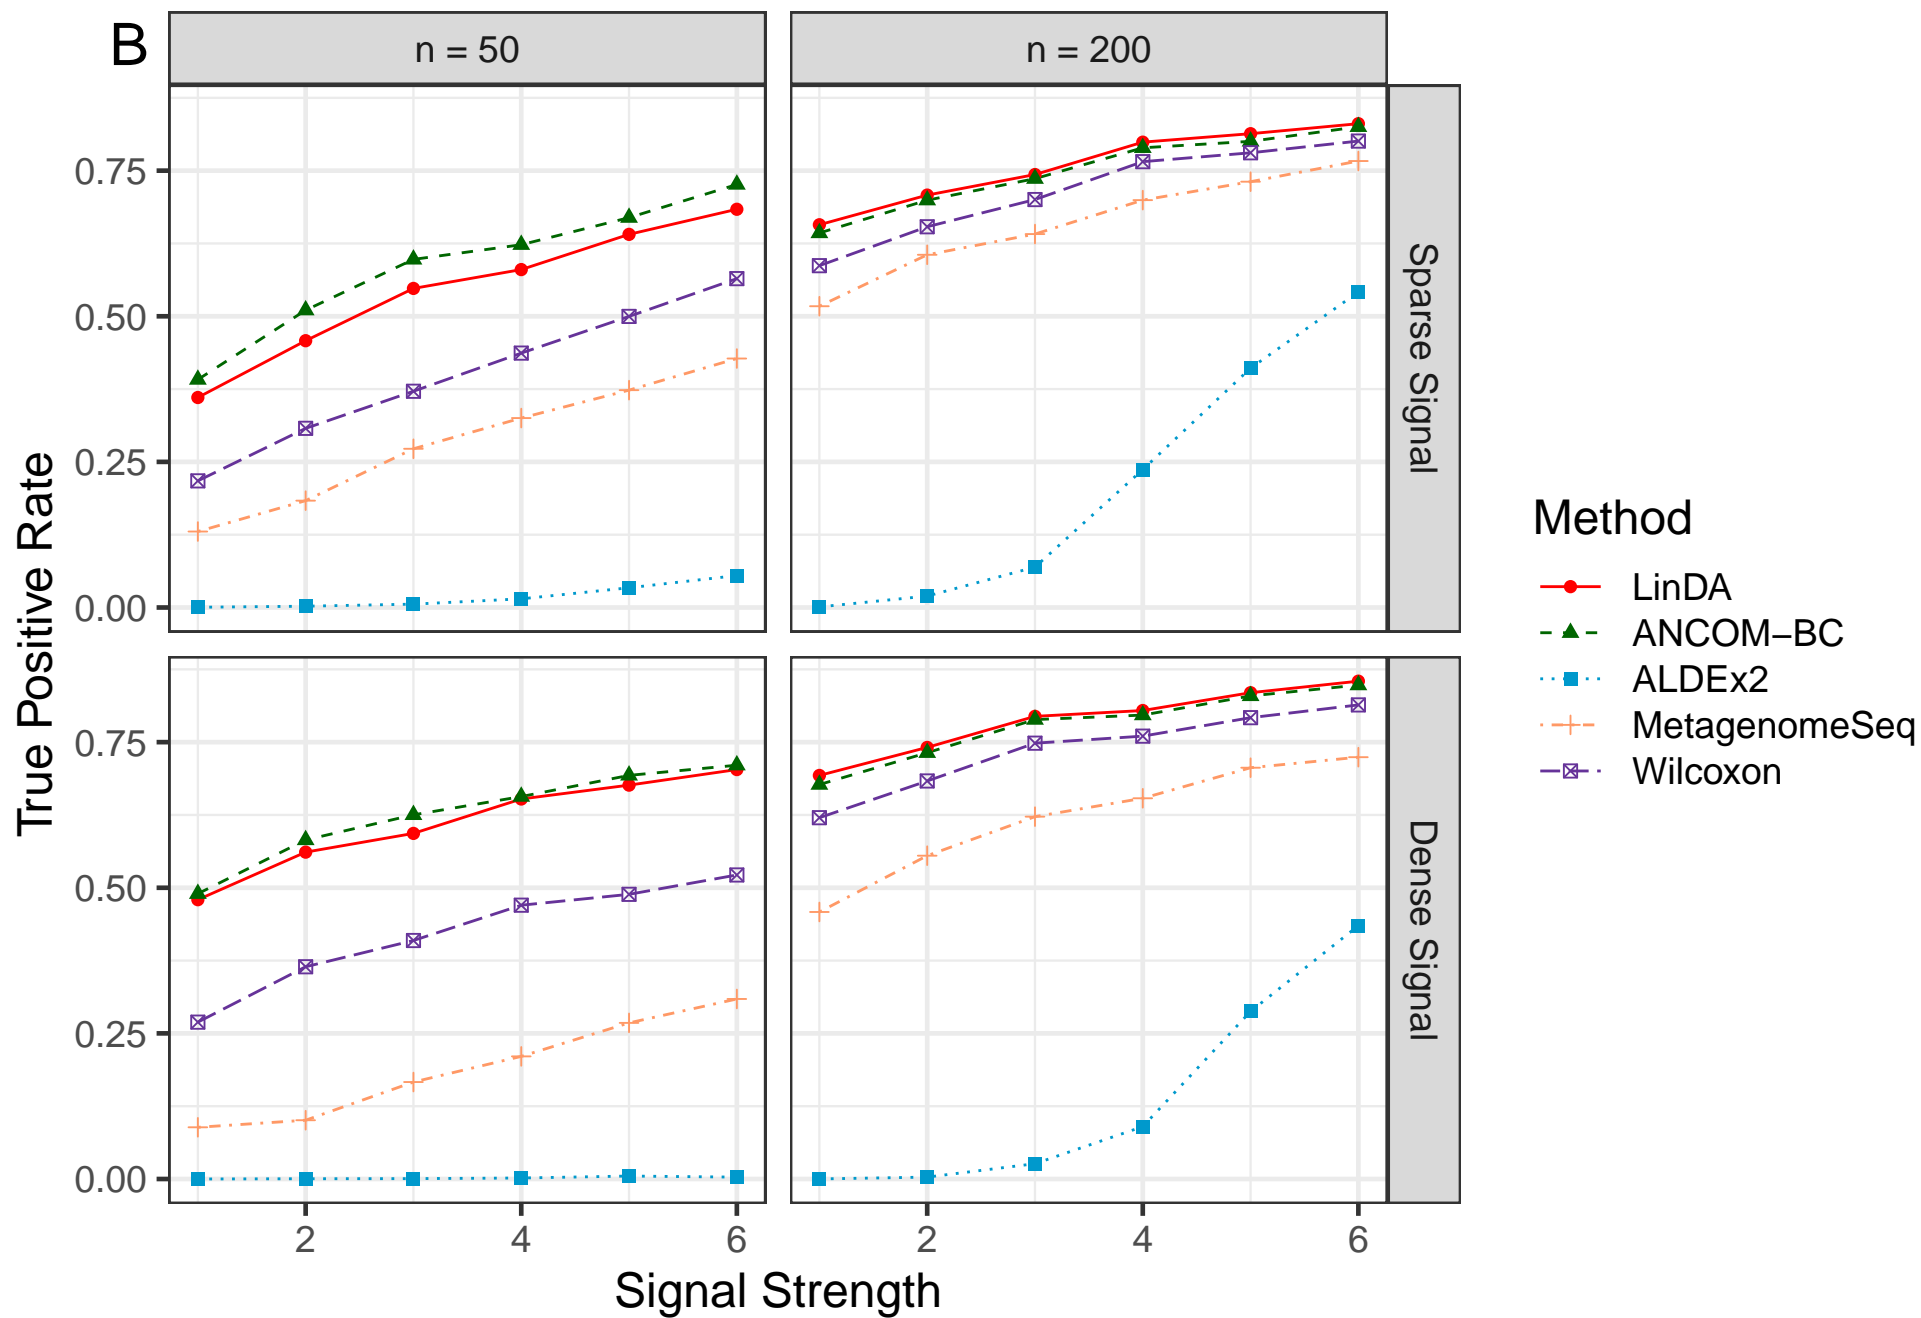 B
n = 50
n = 200
True Positive Rate
0.75
0.50
0.25
0.00
Sparse Signal
0.75
0.50
0.25
0.00
Dense Signal
2
4
6
2
4
6
Signal Strength
Method
LinDA
ANCOM−BC
ALDEx2
MetagenomeSeq
Wilcoxon